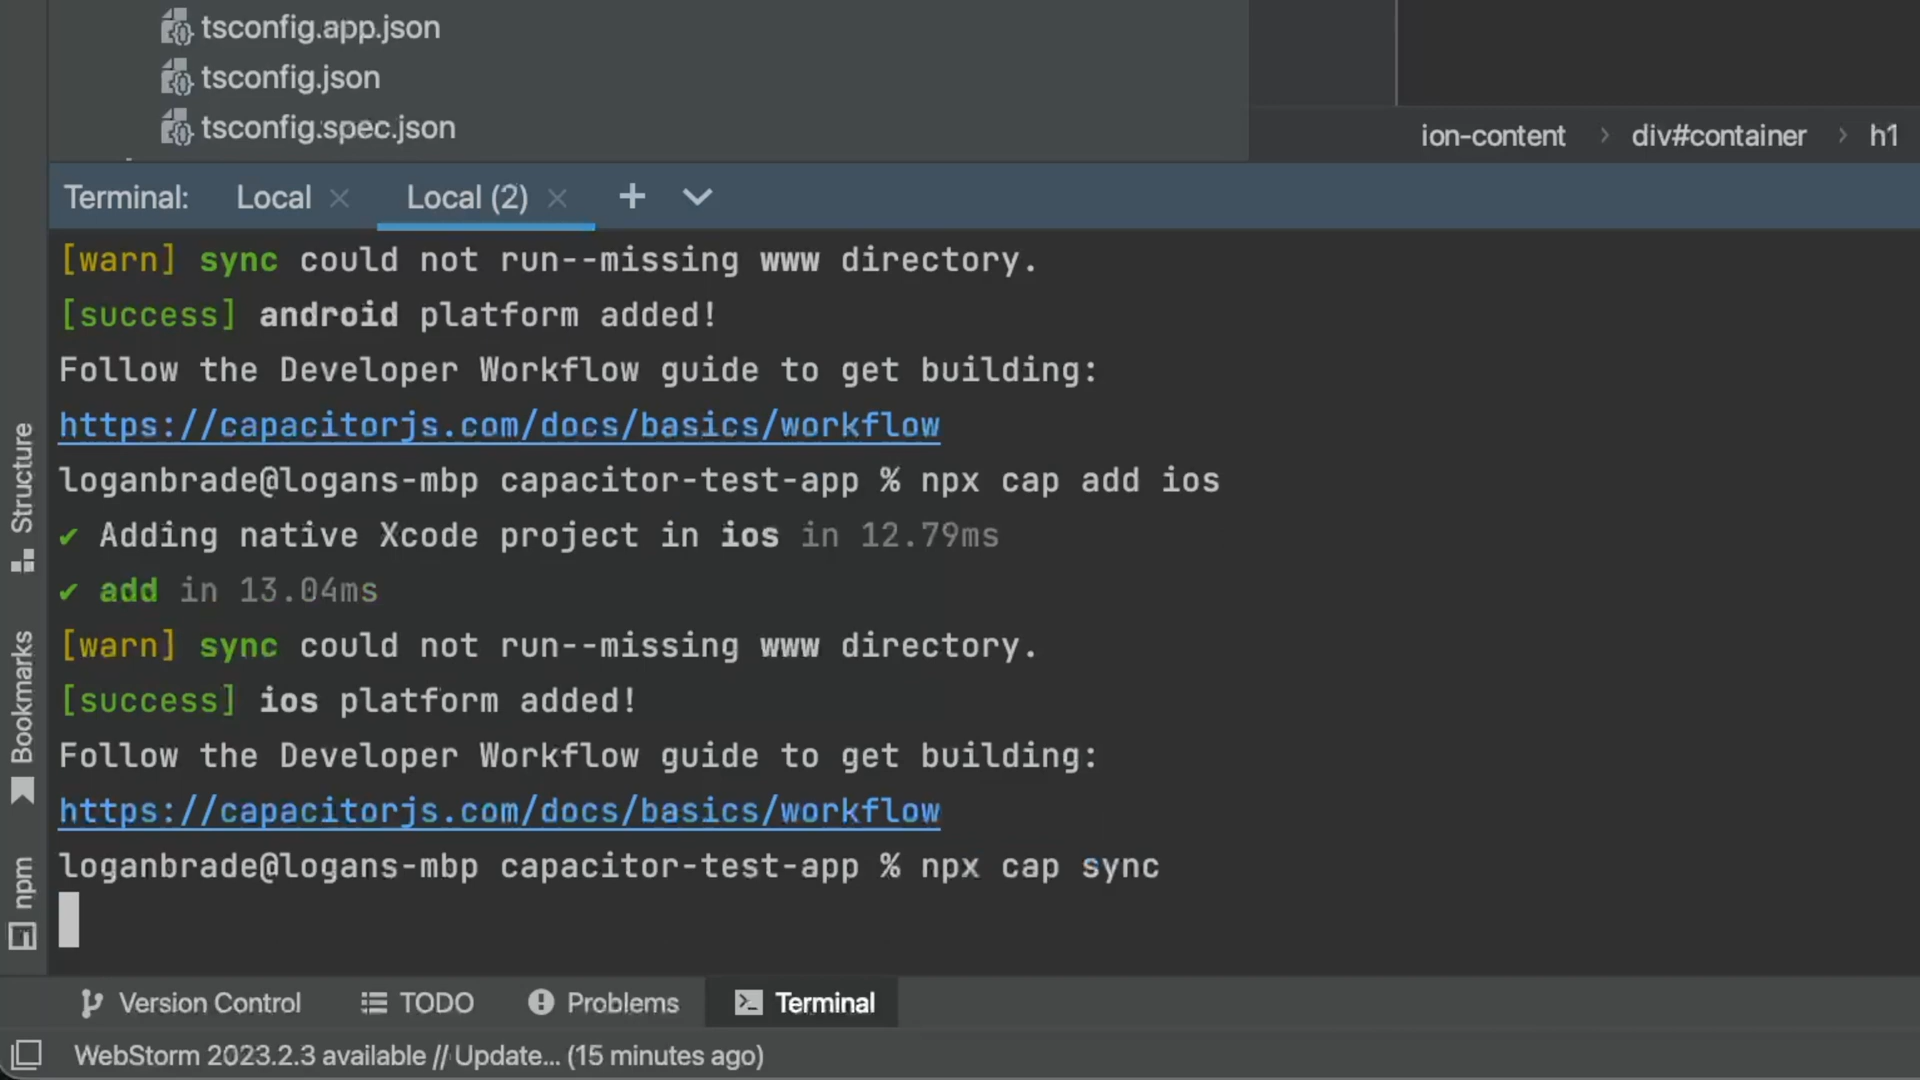 tsconfig.app.json
tsconfig.json
tsconfig.spec.json
ion-content › div#container › h1
Terminal: Local × Local (2) × +
[warn] sync could not run--missing www directory.
[success] android platform added!
Follow the Developer Workflow guide to get building:
https://capacitorjs.com/docs/basics/workflow
loganbrade@logans-mbp capacitor-test-app % npx cap add ios
✔ Adding native Xcode project in ios in 12.79ms
✔ add in 13.04ms
[warn] sync could not run--missing www directory.
[success] ios platform added!
Follow the Developer Workflow guide to get building:
https://capacitorjs.com/docs/basics/workflow
loganbrade@logans-mbp capacitor-test-app % npx cap sync
Structure
Bookmarks
npm
Version Control TODO Problems Terminal
WebStorm 2023.2.3 available // Update... (15 minutes ago)